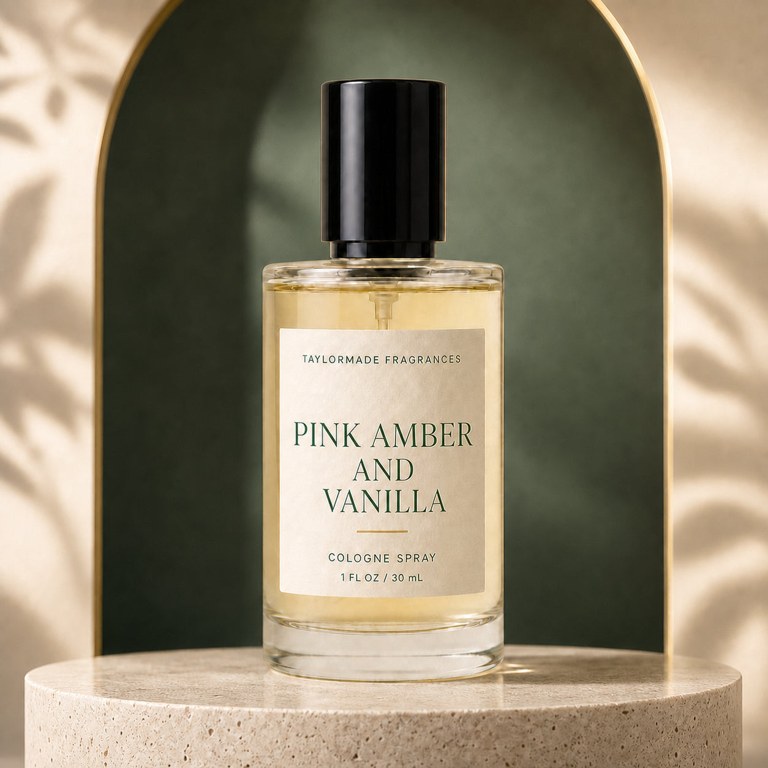 TAYLORMADE FRAGRANCES
PINK AMBER
AND
VANILLA
COLOGNE SPRAY
1 FL OZ / 30 mL